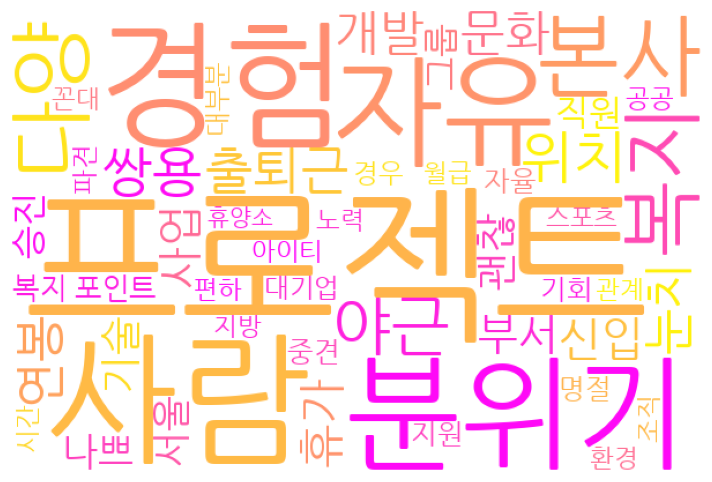 다양
경험
자유
개발
그룹
문화
본사
꼰대
대부분
직원
공공
파견
쌍용
출퇴근
경우
월급
자율
위치
복지
승진
프로젝트
사업
휴양소
노력
아이티
괜찮
스포츠
복지 포인트
편하
대기업
야근
기회
관계
눈치
연봉
기술
지방
중견
부서
신입
사람
분위기
시간
나쁘
서울
휴가
지원
명절
조직
환경